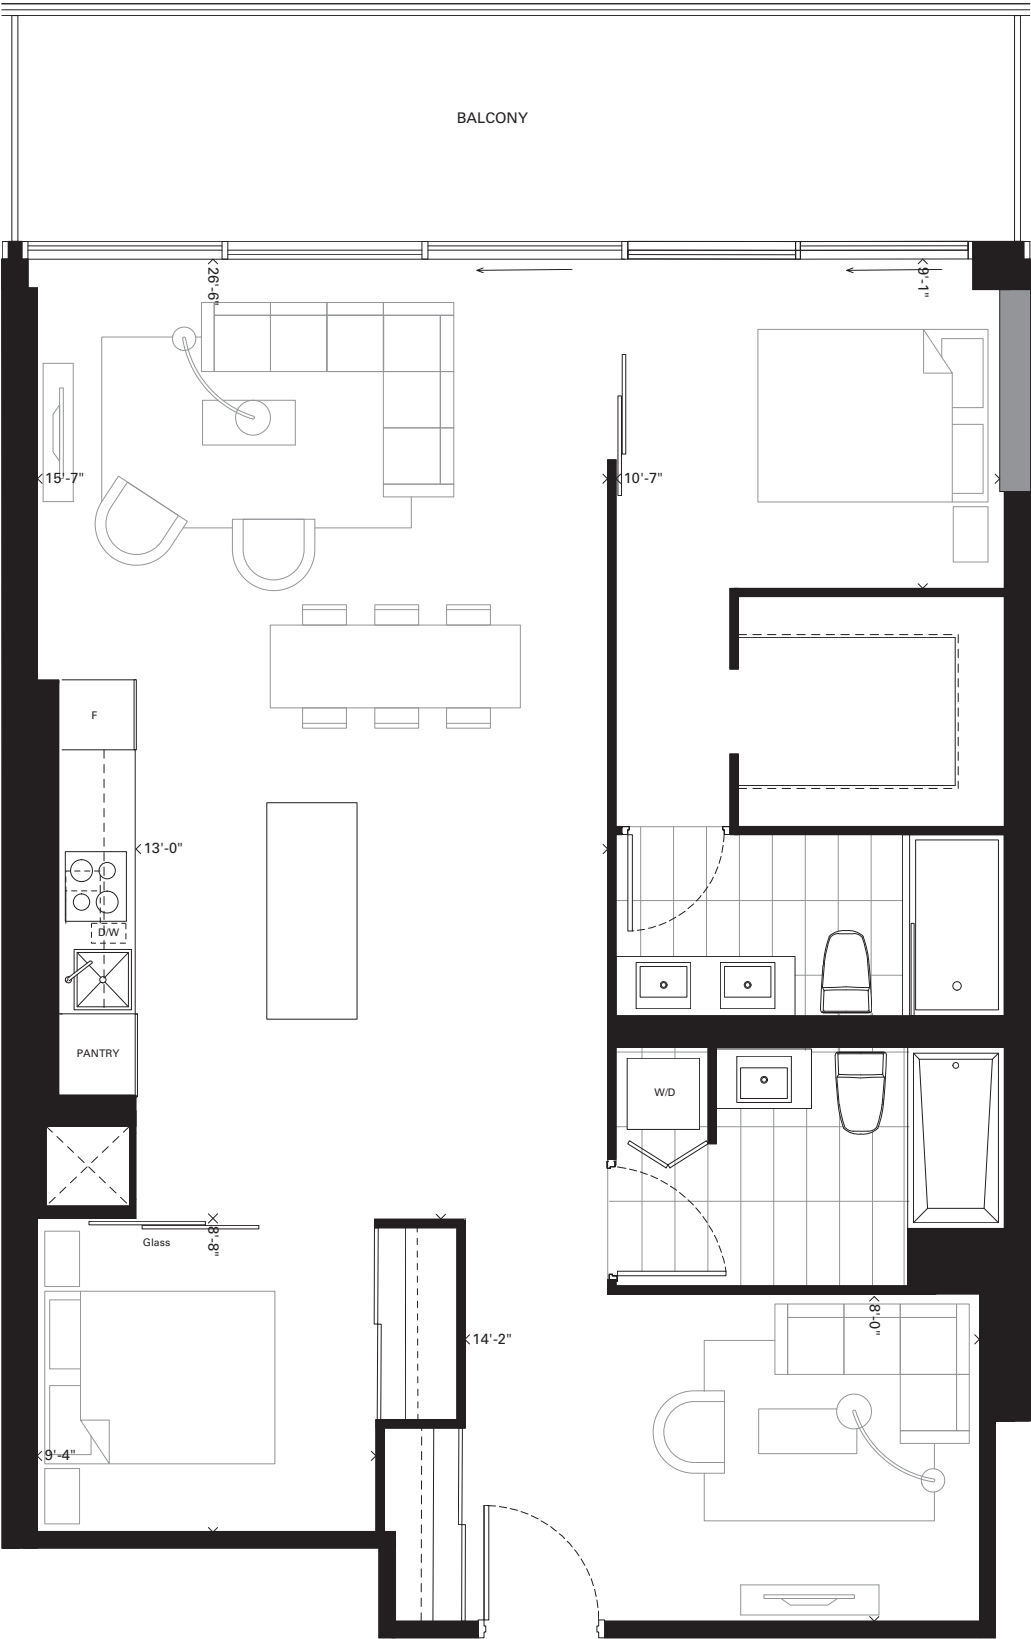 BALCONY
26'-6"
9'-1"
15'-7"
10'-7"
F
13'-0"
D/W
PANTRY
W/D
8'-8"
Glass
8'-0"
14'-2"
9'-4"